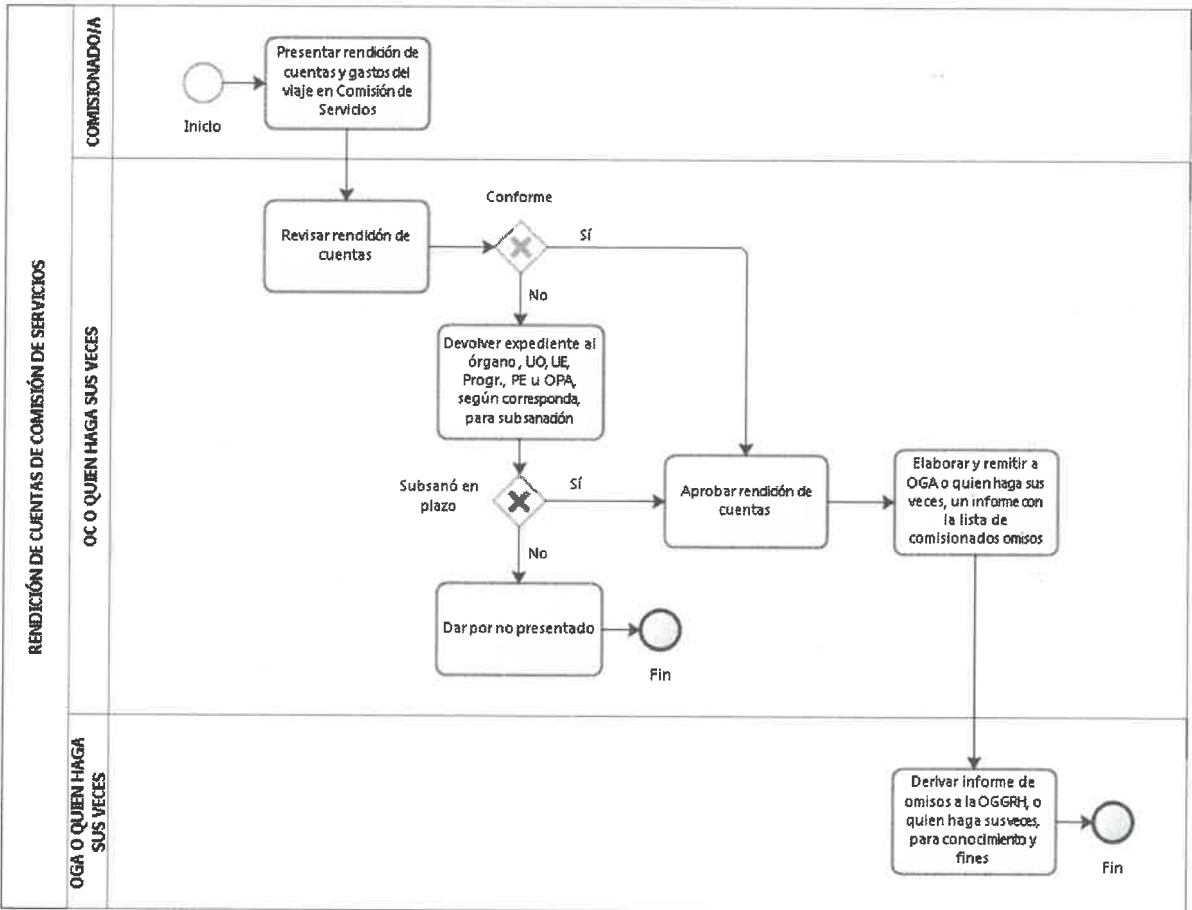 RENDICIÓN DE CUENTAS DE COMISIÓN DE SERVICIOS
COMISIONADO/A
Inicio
Presentar rendición de
cuentas y gastos del
viaje en Comisión de
Servicios
OC O QUIEN HAGA SUS VECES
Revisar rendición de
cuentas
Conforme
Sí
No
Devolver expediente al
órgano, UO, UE,
Progr., PE u OPA,
según corresponda,
para subsanación
Subsanó en
plazo
Sí
No
Aprobar rendición de
cuentas
Elaborar y remitir a
OGA o quien haga sus
veces, un informe con
la lista de
comisionados omisos
Dar por no presentado
Fin
OGA O QUIEN HAGA
SUS VECES
Derivar informe de
omisos a la OGGRH, o
quien haga sus veces,
para conocimiento y
fines
Fin